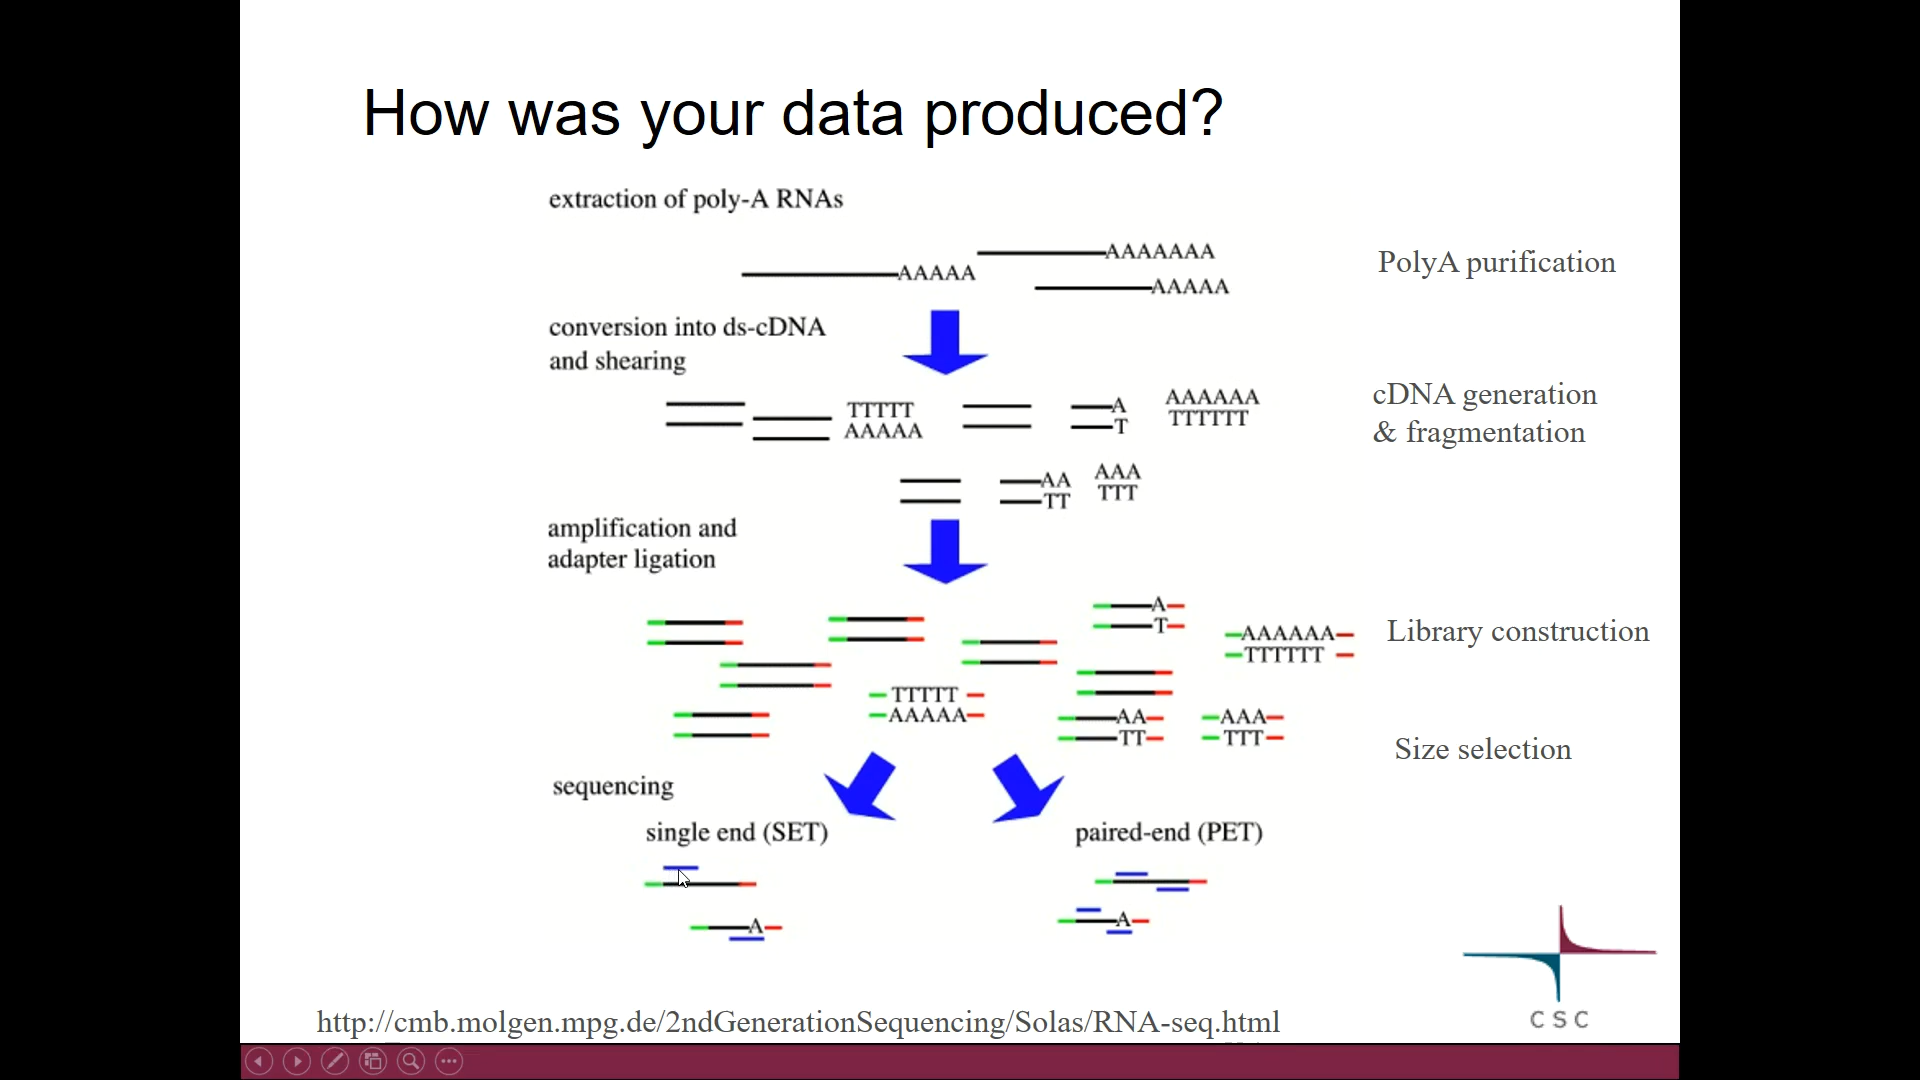 How was your data produced?
extraction of poly-A RNAs
AAAAAAA
AAAAA
AAAAA
PolyA purification
conversion into ds-cDNA
and shearing
TTTTT
AAAAA
A
T
AAAAAA
TTTTTT
cDNA generation
& fragmentation
AA
TT
AAA
TTT
amplification and
adapter ligation
A
T
AAAAAA
TTTTTT
Library construction
TTTTT
AAAAA
AA
TT
AAA
TTT
Size selection
sequencing
single end (SET)
paired-end (PET)
A
A
http://cmb.molgen.mpg.de/2ndGenerationSequencing/Solas/RNA-seq.html
CSC